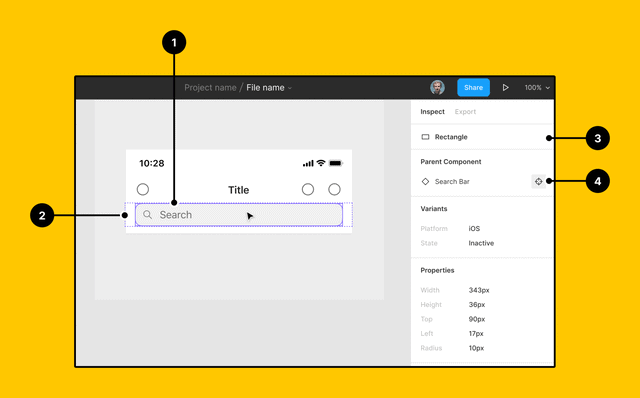 1
Project name / File name
Share
100%
Inspect Export
Rectangle
3
Parent Component
10:28
Search Bar
4
Title
Variants
2
Search
Platform iOS
State Inactive
Properties
Width 343px
Height 36px
Top 90px
Left 17px
Radius 10px